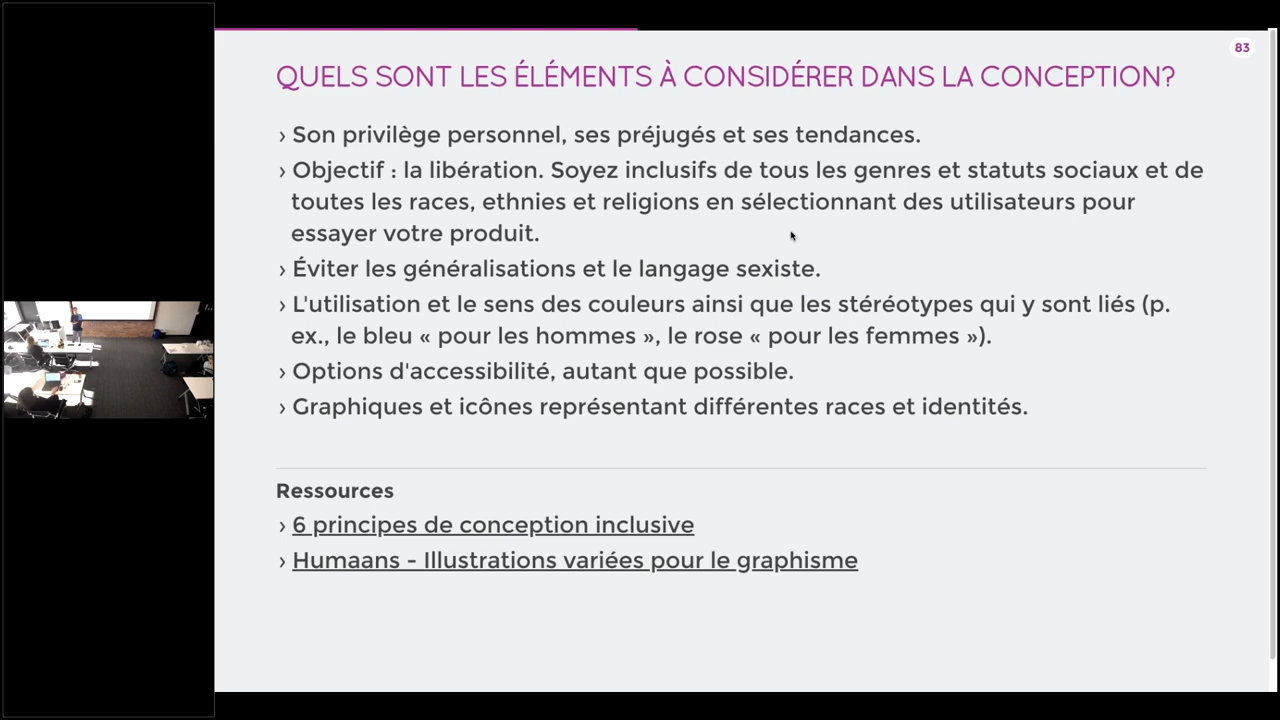 83
QUELS SONT LES ÉLÉMENTS À CONSIDÉRER DANS LA CONCEPTION?
› Son privilège personnel, ses préjugés et ses tendances.
› Objectif : la libération. Soyez inclusifs de tous les genres et statuts sociaux et de
toutes les races, ethnies et religions en sélectionnant des utilisateurs pour
essayer votre produit.
› Éviter les généralisations et le langage sexiste.
› L'utilisation et le sens des couleurs ainsi que les stéréotypes qui y sont liés (p.
ex., le bleu « pour les hommes », le rose « pour les femmes »).
› Options d'accessibilité, autant que possible.
› Graphiques et icônes représentant différentes races et identités.
Ressources
› 6 principes de conception inclusive
› Humaans - Illustrations variées pour le graphisme